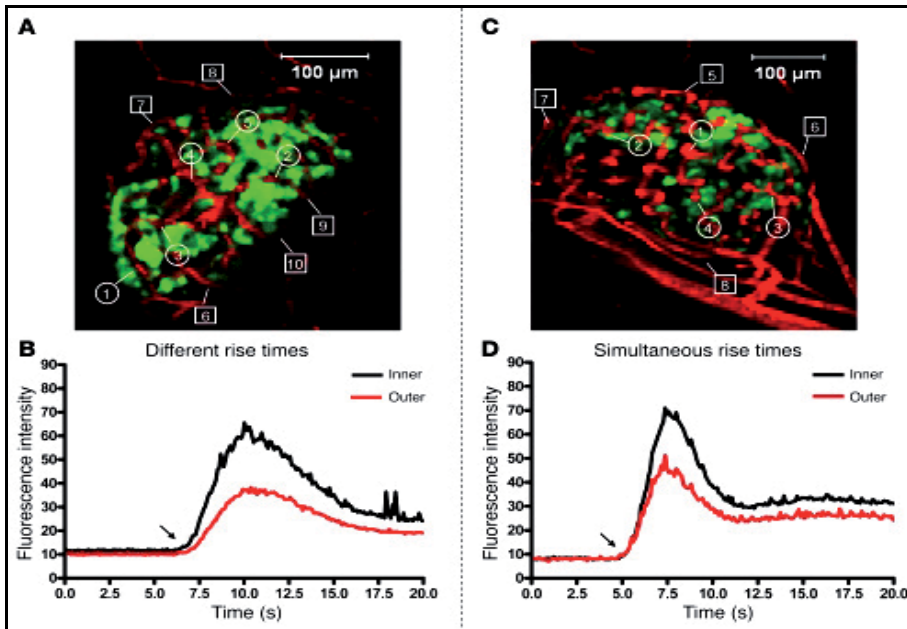 A
100 µm
8
7
5
4
2
9
3
10
1
6
C
100 µm
5
7
6
1
2
4
3
8
B
Different rise times
Fluorescence intensity
90
80
70
60
50
40
30
20
10
0
Inner
Outer
0.0 2.5 5.0 7.5 10.0 12.5 15.0 17.5 20.0
Time (s)
D
Simultaneous rise times
Fluorescence intensity
90
80
70
60
50
40
30
20
10
0
Inner
Outer
0.0 2.5 5.0 7.5 10.0 12.5 15.0 17.5 20.0
Time (s)